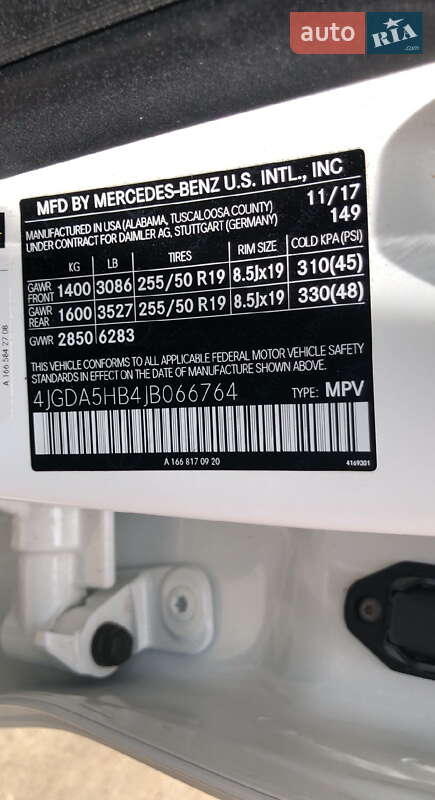 auto
RIA
.com
MFD BY MERCEDES-BENZ U.S. INTL., INC
MANUFACTURED IN USA (ALABAMA, TUSCALOOSA COUNTY) 11/17
UNDER CONTRACT FOR DAIMLER AG, STUTTGART (GERMANY) 149
KG LB TIRES RIM SIZE COLD KPA (PSI)
GAWR FRONT 1400 3086 255/50 R19 8.5Jx19 310(45)
GAWR REAR 1600 3527 255/50 R19 8.5Jx19 330(48)
GVWR 2850 6283
THIS VEHICLE CONFORMS TO ALL APPLICABLE FEDERAL MOTOR VEHICLE SAFETY
STANDARDS IN EFFECT ON THE DATE OF MANUFACTURE SHOWN ABOVE.
4JGDA5HB4JB066764 TYPE: MPV
A 166 817 09 20 4169301
A 166 584 27 08